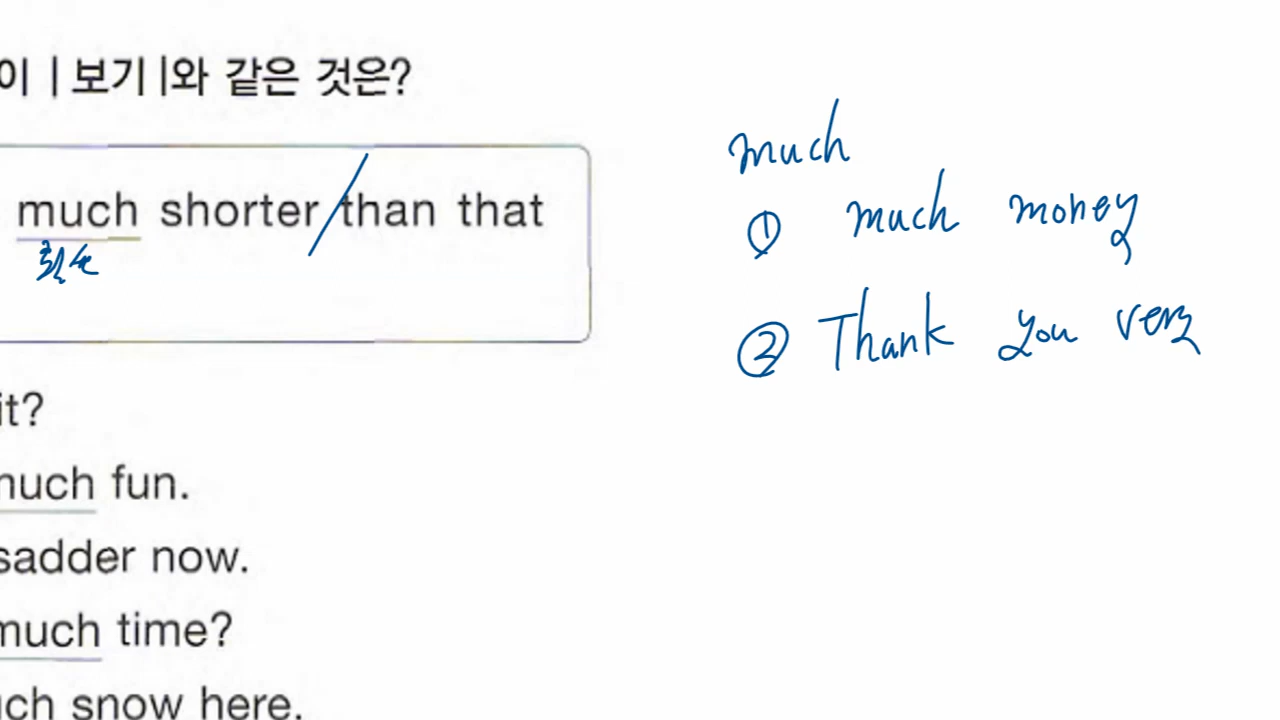 이 | 보기 |와 같은 것은?
much shorter than that
훨씬
it?
much fun.
sadder now.
much time?
much snow here.
much
① much money
② Thank you very